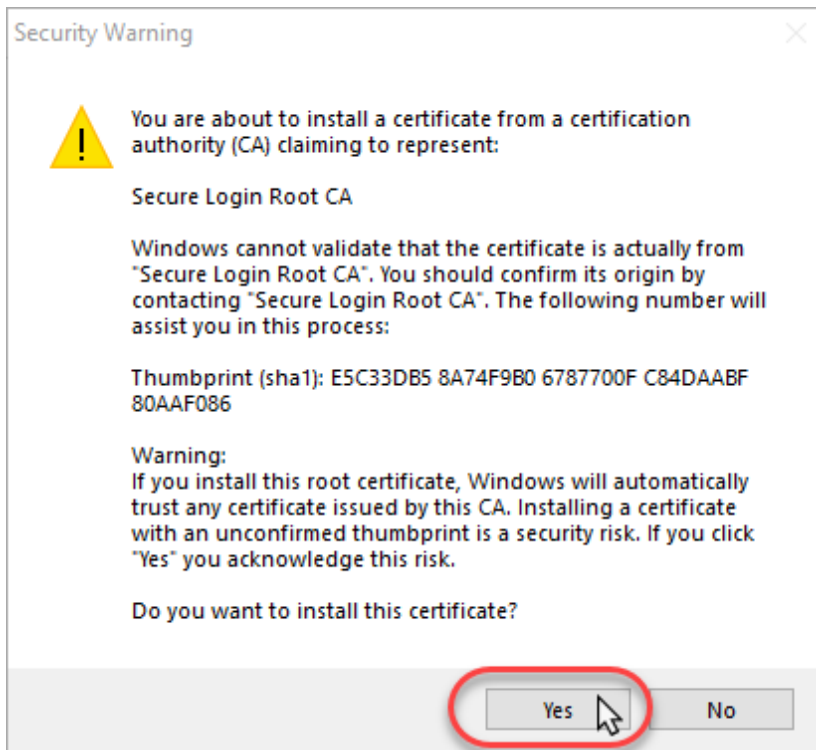 Security Warning
You are about to install a certificate from a certification
authority (CA) claiming to represent:
Secure Login Root CA
Windows cannot validate that the certificate is actually from
"Secure Login Root CA". You should confirm its origin by
contacting "Secure Login Root CA". The following number will
assist you in this process:
Thumbprint (sha1): E5C33DB5 8A74F9B0 6787700F C84DAABF
80AAF086
Warning:
If you install this root certificate, Windows will automatically
trust any certificate issued by this CA. Installing a certificate
with an unconfirmed thumbprint is a security risk. If you click
"Yes" you acknowledge this risk.
Do you want to install this certificate?
Yes No